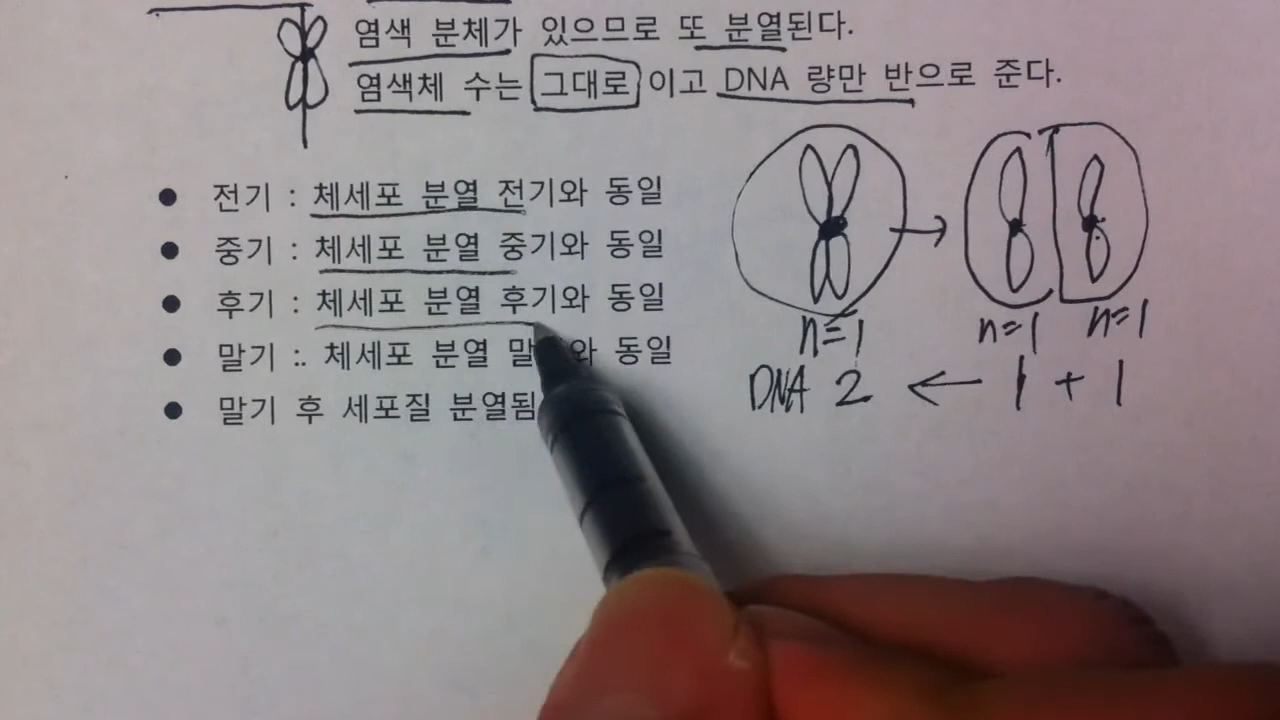 염색 분체가 있으므로 또 분열된다.
염색체 수는 그대로 이고 DNA 량만 반으로 준다.
● 전기 : 체세포 분열 전기와 동일
● 중기 : 체세포 분열 중기와 동일
● 후기 : 체세포 분열 후기와 동일
● 말기 :. 체세포 분열 말 와 동일
● 말기 후 세포질 분열됨
n=1
n=1
n=1
DNA 2 ← 1 + 1